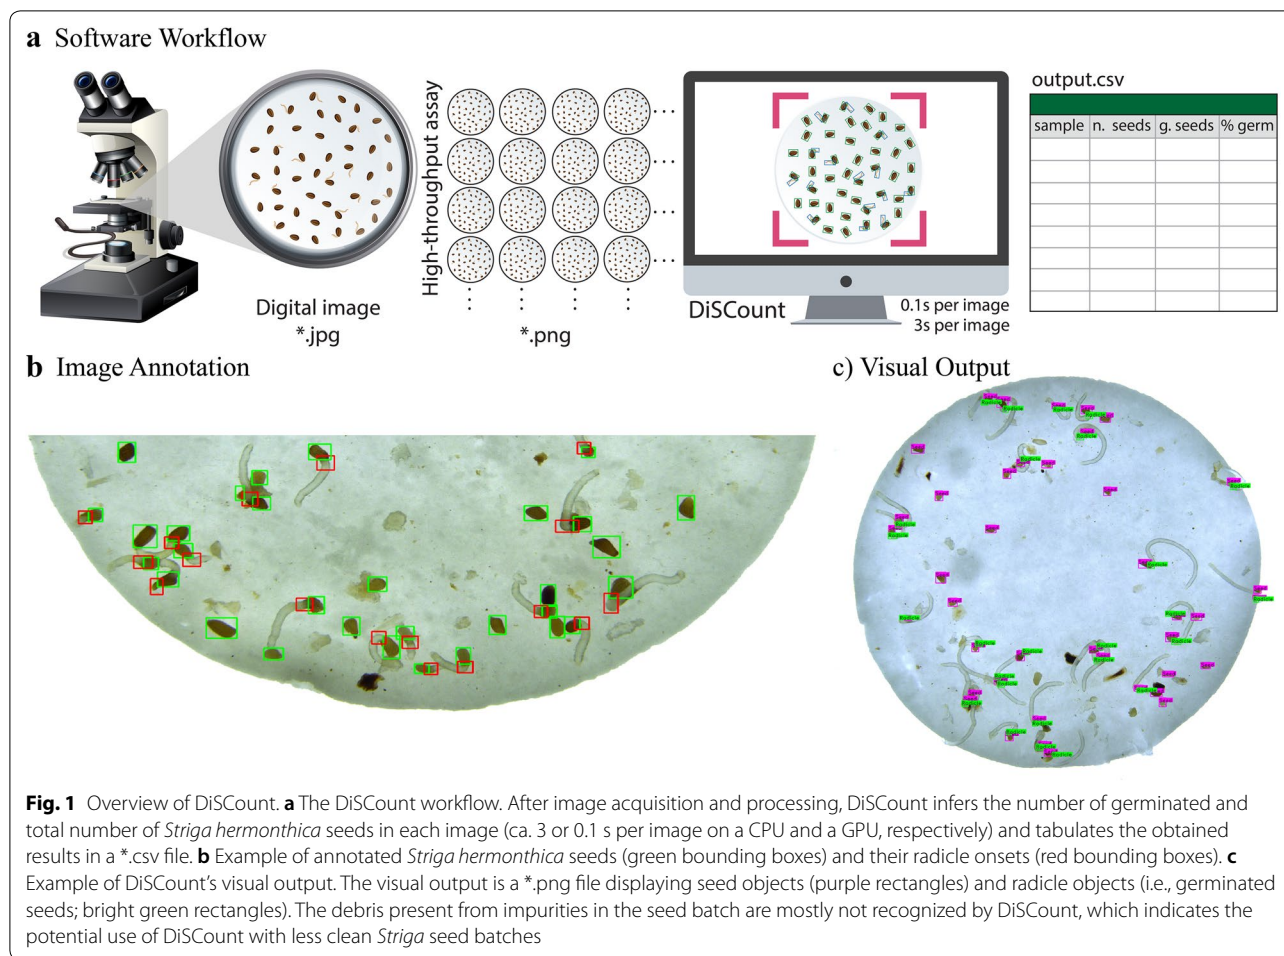 a Software Workflow
High-throughput assay
output.csv
sample n. seeds g. seeds % germ
Digital image
*.jpg
*.png
DiSCount
0.1s per image
3s per image
b Image Annotation
c) Visual Output
Fig. 1 Overview of DiSCount. a The DiSCount workflow. After image acquisition and processing, DiSCount infers the number of germinated and
total number of Striga hermonthica seeds in each image (ca. 3 or 0.1 s per image on a CPU and a GPU, respectively) and tabulates the obtained
results in a *.csv file. b Example of annotated Striga hermonthica seeds (green bounding boxes) and their radicle onsets (red bounding boxes). c
Example of DiSCount's visual output. The visual output is a *.png file displaying seed objects (purple rectangles) and radicle objects (i.e., germinated
seeds; bright green rectangles). The debris present from impurities in the seed batch are mostly not recognized by DiSCount, which indicates the
potential use of DiSCount with less clean Striga seed batches